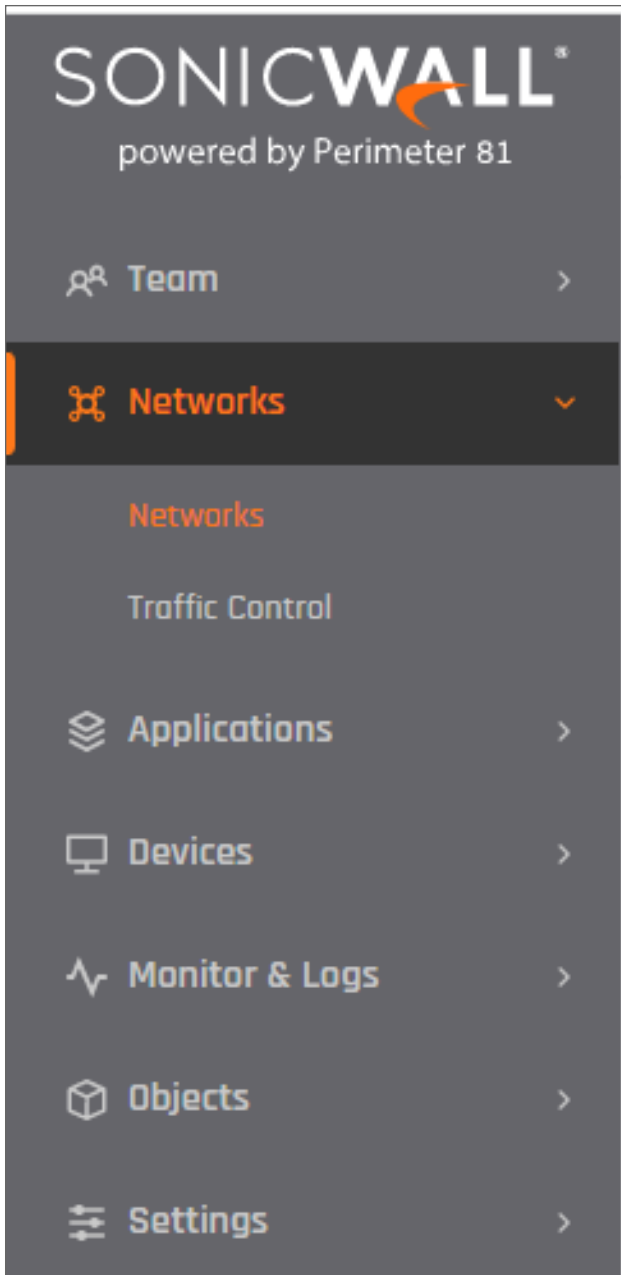 SONICWALL®
powered by Perimeter 81
Team
Networks
Networks
Traffic Control
Applications
Devices
Monitor & Logs
Objects
Settings